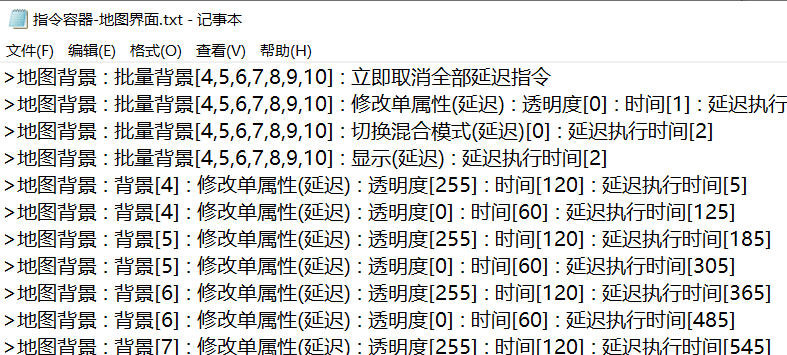 指令容器-地图界面.txt - 记事本
文件(F) 编辑(E) 格式(O) 查看(V) 帮助(H)
>地图背景 : 批量背景[4,5,6,7,8,9,10] : 立即取消全部延迟指令
>地图背景 : 批量背景[4,5,6,7,8,9,10] : 修改单属性(延迟) : 透明度[0] : 时间[1] : 延迟执行
>地图背景 : 批量背景[4,5,6,7,8,9,10] : 切换混合模式(延迟)[0] : 延迟执行时间[2]
>地图背景 : 批量背景[4,5,6,7,8,9,10] : 显示(延迟) : 延迟执行时间[2]
>地图背景 : 背景[4] : 修改单属性(延迟) : 透明度[255] : 时间[120] : 延迟执行时间[5]
>地图背景 : 背景[4] : 修改单属性(延迟) : 透明度[0] : 时间[60] : 延迟执行时间[125]
>地图背景 : 背景[5] : 修改单属性(延迟) : 透明度[255] : 时间[120] : 延迟执行时间[185]
>地图背景 : 背景[5] : 修改单属性(延迟) : 透明度[0] : 时间[60] : 延迟执行时间[305]
>地图背景 : 背景[6] : 修改单属性(延迟) : 透明度[255] : 时间[120] : 延迟执行时间[365]
>地图背景 : 背景[6] : 修改单属性(延迟) : 透明度[0] : 时间[60] : 延迟执行时间[485]
>地图背景 : 背景[7] : 修改单属性(延迟) : 透明度[255] : 时间[120] : 延迟执行时间[545]